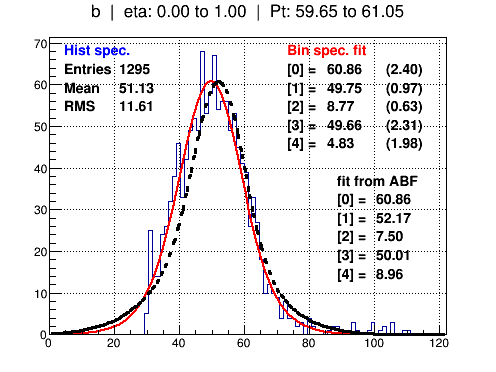 b | eta: 0.00 to 1.00 | Pt: 59.65 to 61.05
Hist spec.
Entries 1295
Mean 51.13
RMS 11.61
Bin spec. fit
[0] = 60.86 (2.40)
[1] = 49.75 (0.97)
[2] = 8.77 (0.63)
[3] = 49.66 (2.31)
[4] = 4.83 (1.98)
fit from ABF
[0] = 60.86
[1] = 52.17
[2] = 7.50
[3] = 50.01
[4] = 8.96
70
60
50
40
30
20
10
0
0 20 40 60 80 100 120